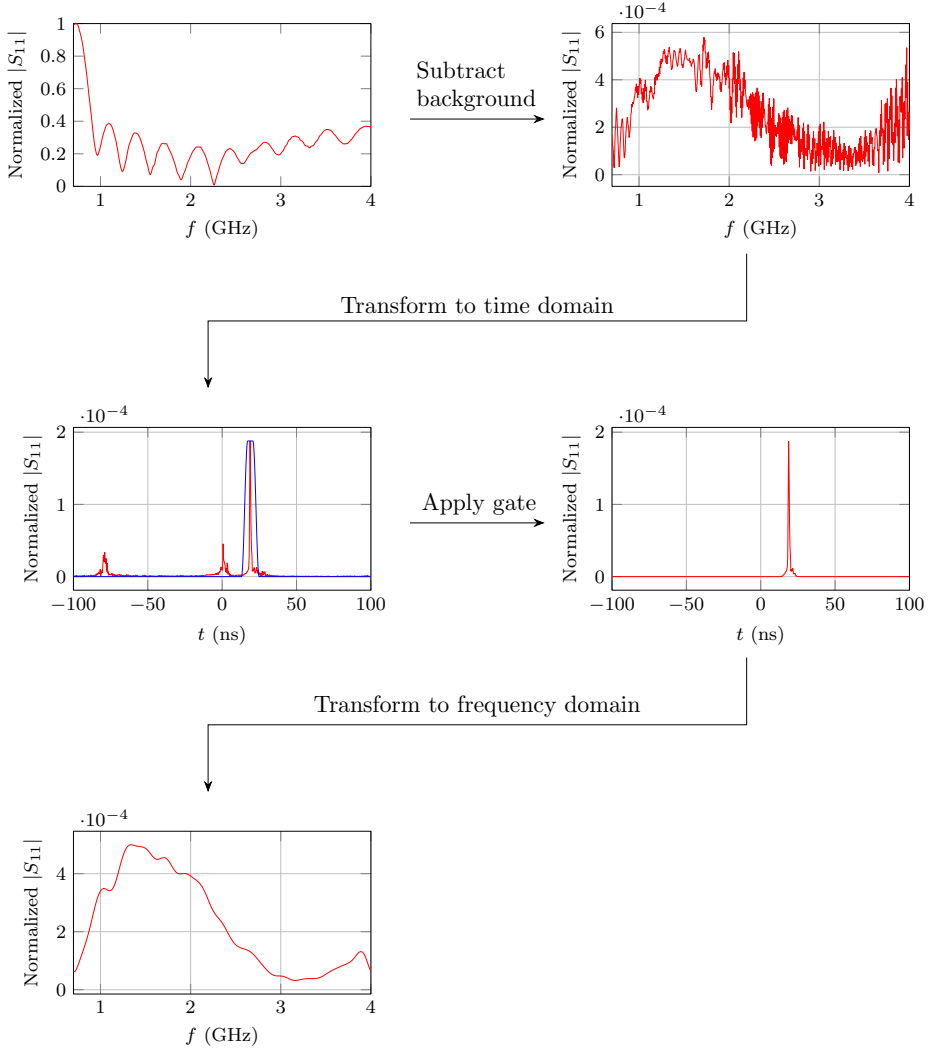 1
0.8
0.6
0.4
0.2
0
Normalized |S₁₁|
1 2 3 4
f (GHz)
Subtract
background
·10⁻⁴
6
4
2
0
Normalized |S₁₁|
1 2 3 4
f (GHz)
Transform to time domain
·10⁻⁴
2
1
0
Normalized |S₁₁|
−100 −50 0 50 100
t (ns)
Apply gate
·10⁻⁴
2
1
0
Normalized |S₁₁|
−100 −50 0 50 100
t (ns)
Transform to frequency domain
·10⁻⁴
4
2
0
Normalized |S₁₁|
1 2 3 4
f (GHz)